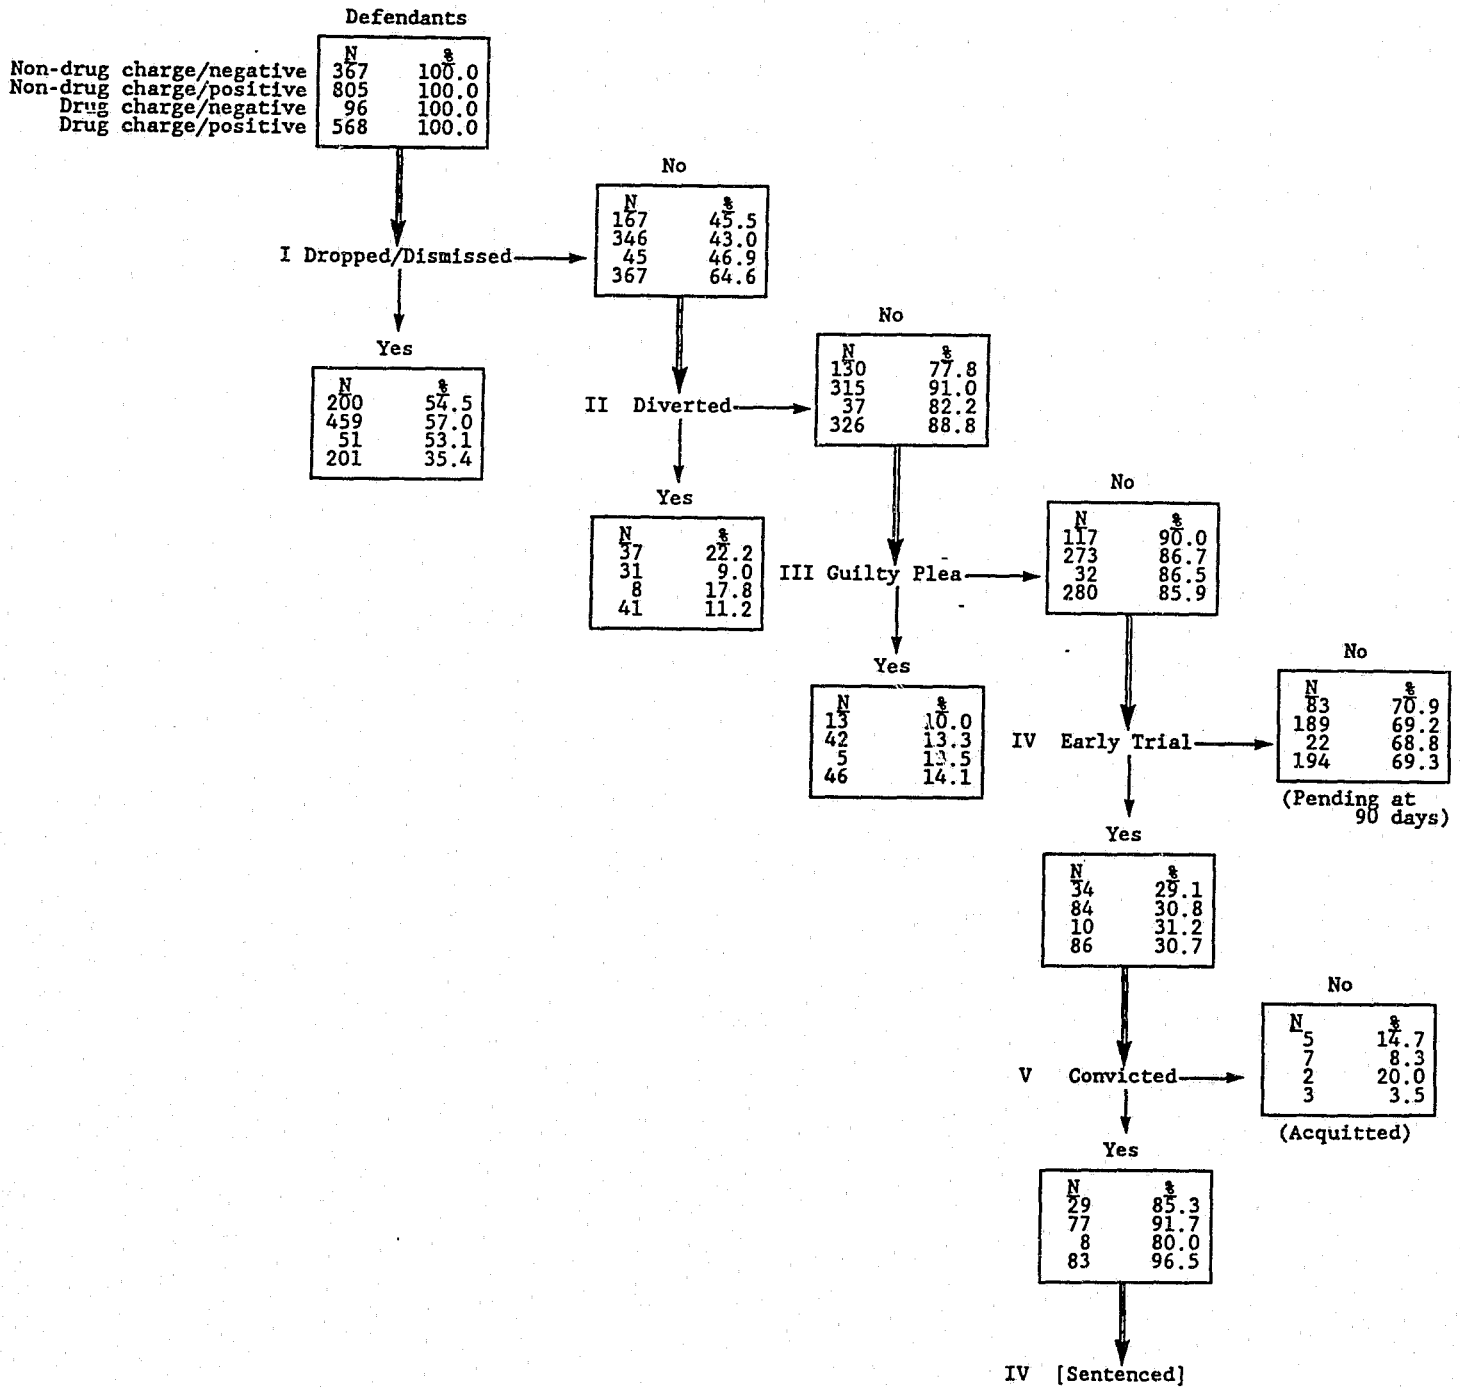 Defendants
N %
Non-drug charge/negative 367 100.0
Non-drug charge/positive 805 100.0
Drug charge/negative 96 100.0
Drug charge/positive 568 100.0
No
N %
167 45.5
346 43.0
45 46.9
367 64.6
I Dropped/Dismissed
Yes
N %
200 54.5
459 57.0
51 53.1
201 35.4
No
N %
130 77.8
315 91.0
37 82.2
326 88.8
II Diverted
Yes
N %
37 22.2
31 9.0
8 17.8
41 11.2
No
N %
117 90.0
273 86.7
32 86.5
280 85.9
III Guilty Plea
Yes
N %
13 10.0
42 13.3
5 13.5
46 14.1
No
N %
83 70.9
189 69.2
22 68.8
194 69.3
(Pending at
90 days)
IV Early Trial
Yes
N %
34 29.1
84 30.8
10 31.2
86 30.7
No
N %
5 14.7
7 8.3
2 20.0
3 3.5
(Acquitted)
V Convicted
Yes
N %
29 85.3
77 91.7
8 80.0
83 96.5
IV [Sentenced]